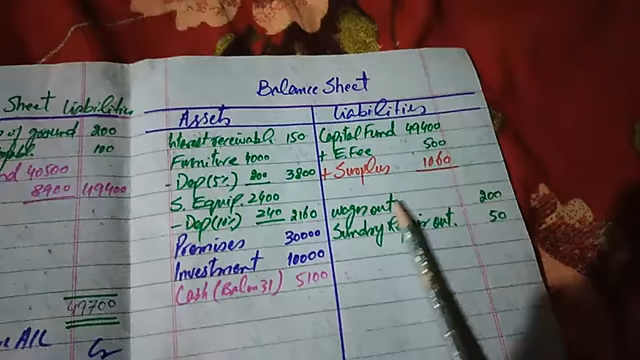 Balance Sheet
Sheet Liabilities
of ground 200
100
40500
8900 49400
49700
A/C
Assets
Interest receivable 150
Furniture 4000
- Dep(5%) 200 3800
S. Equip. 2400
- Dep(10%) 240 2160
Premises 30000
Investment 10000
Cash (Bal on 31) 5100
Liabilities
Capital Fund 49400
+ E.Fee 500
+ Surplus 1060
wages out 200
Sundry out. 50